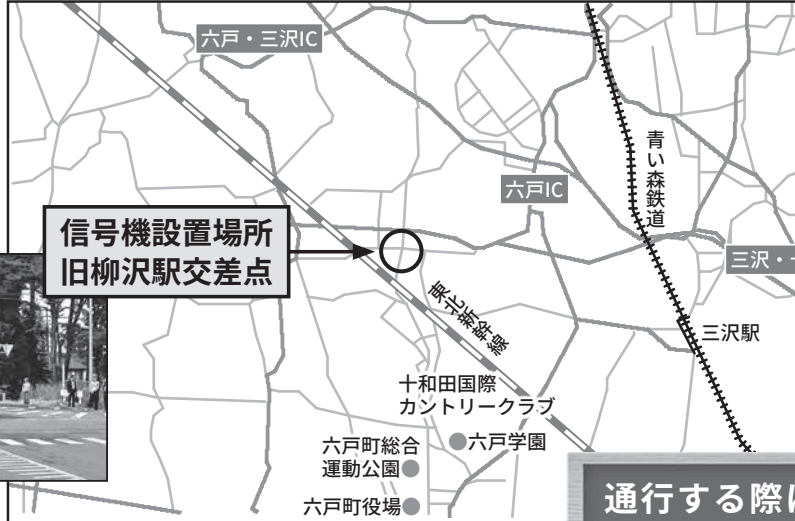 六戸・三沢IC
青い森鉄道
六戸IC
信号機設置場所
旧柳沢駅交差点
三沢・
東北新幹線
三沢駅
十和田国際
カントリークラブ
六戸学園
六戸町総合
運動公園
六戸町役場
通行する際に